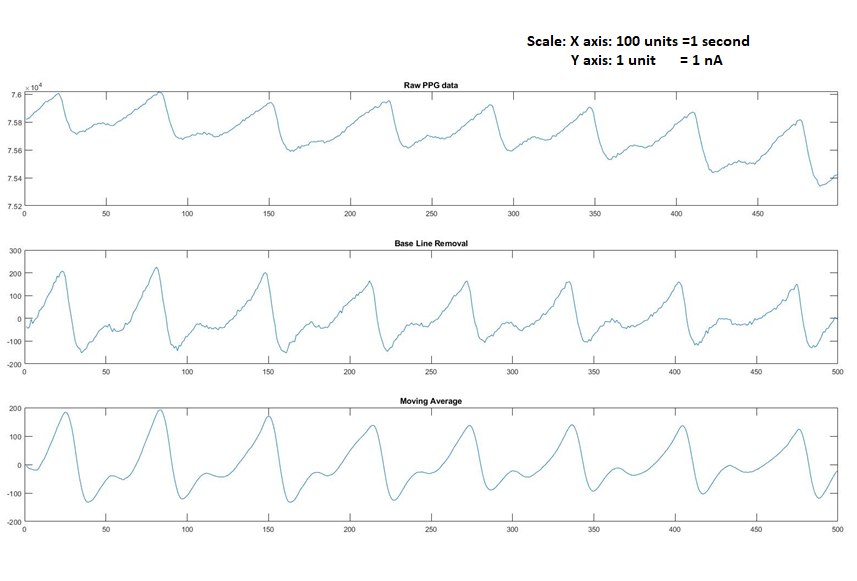 Scale: X axis: 100 units =1 second
Y axis: 1 unit = 1 nA
Raw PPG data
×10⁴
7.6
7.58
7.56
7.54
7.52
0 50 100 150 200 250 300 350 400 450
Base Line Removal
300
200
100
0
-100
-200
0 50 100 150 200 250 300 350 400 450 500
Moving Average
200
100
0
-100
-200
0 50 100 150 200 250 300 350 400 450 500